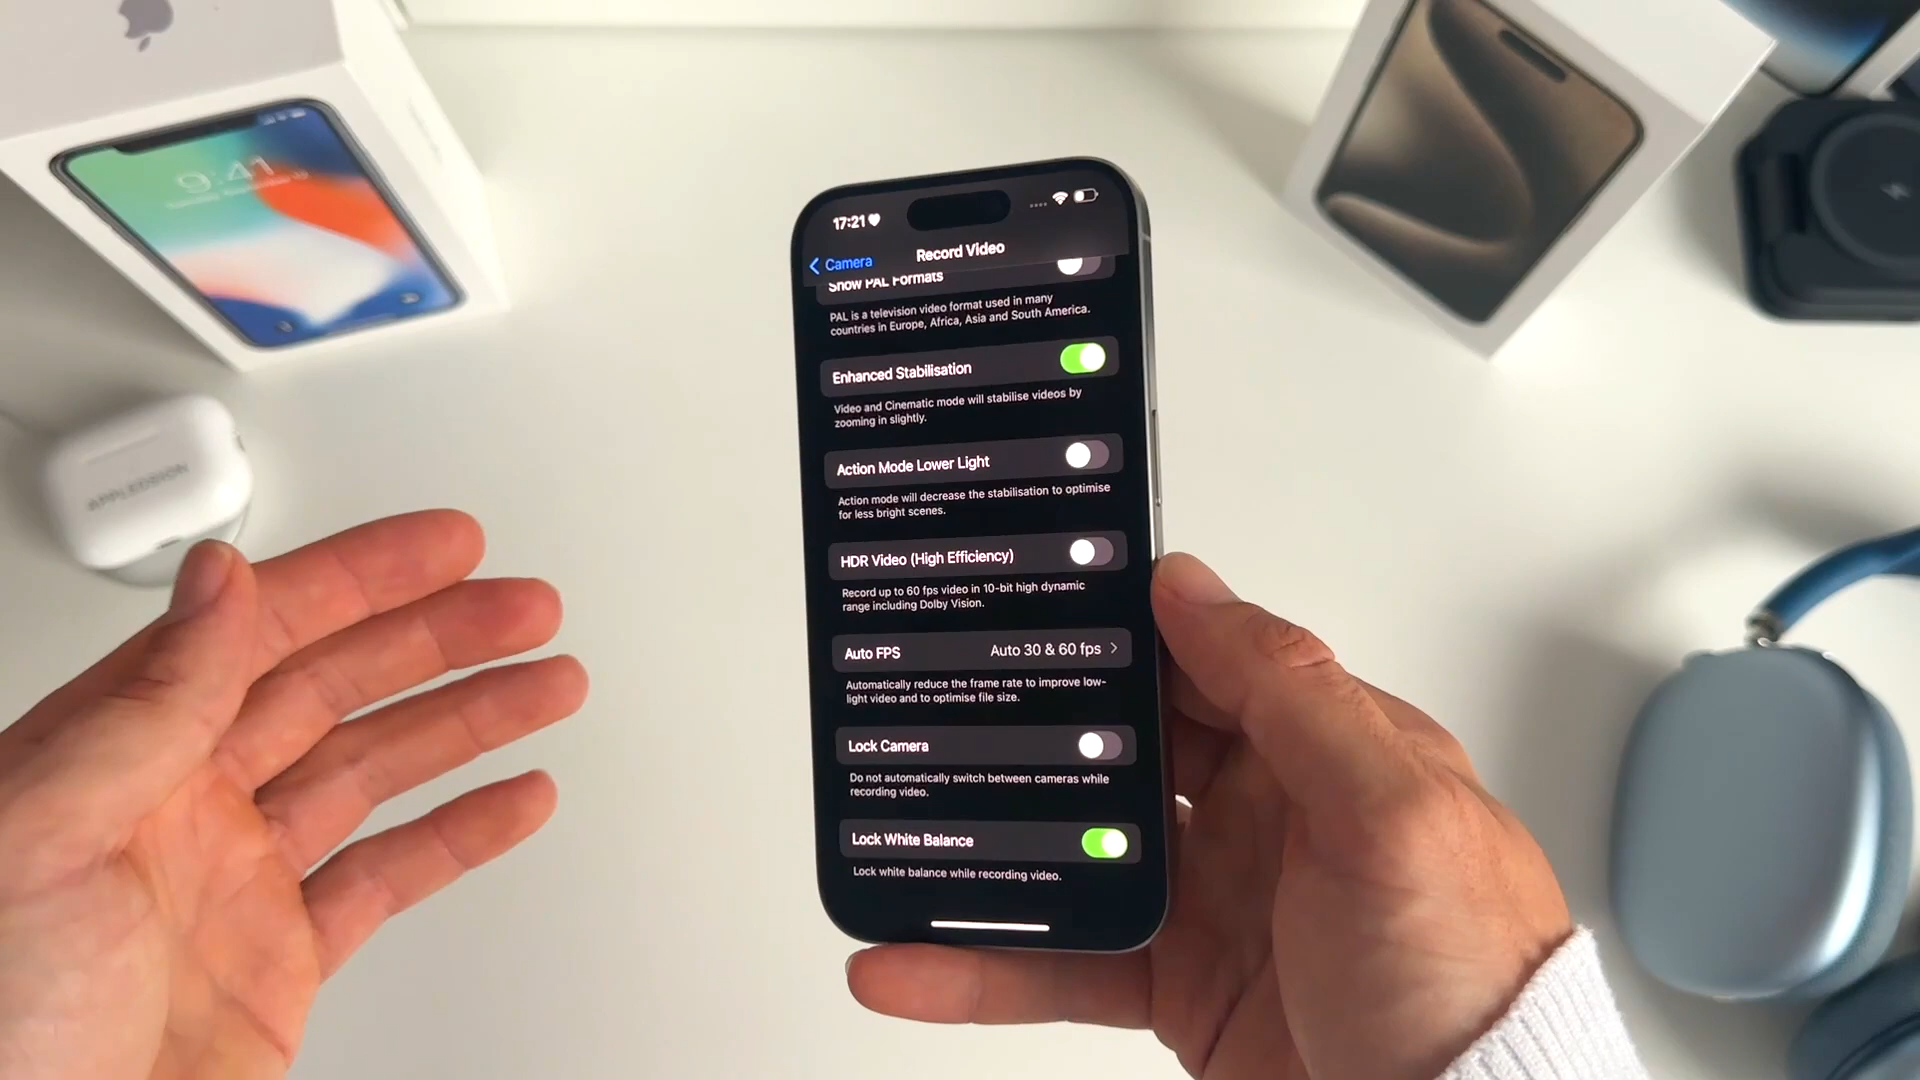 9:41
17:21
Camera
Record Video
Show PAL Formats
PAL is a television video format used in many
countries in Europe, Africa, Asia and South America.
Enhanced Stabilisation
Video and Cinematic mode will stabilise videos by
zooming in slightly.
Action Mode Lower Light
Action mode will decrease the stabilisation to optimise
for less bright scenes.
HDR Video (High Efficiency)
Record up to 60 fps video in 10-bit high dynamic
range including Dolby Vision.
Auto FPS Auto 30 & 60 fps
Automatically reduce the frame rate to improve low-
light video and to optimise file size.
Lock Camera
Do not automatically switch between cameras while
recording video.
Lock White Balance
Lock white balance while recording video.